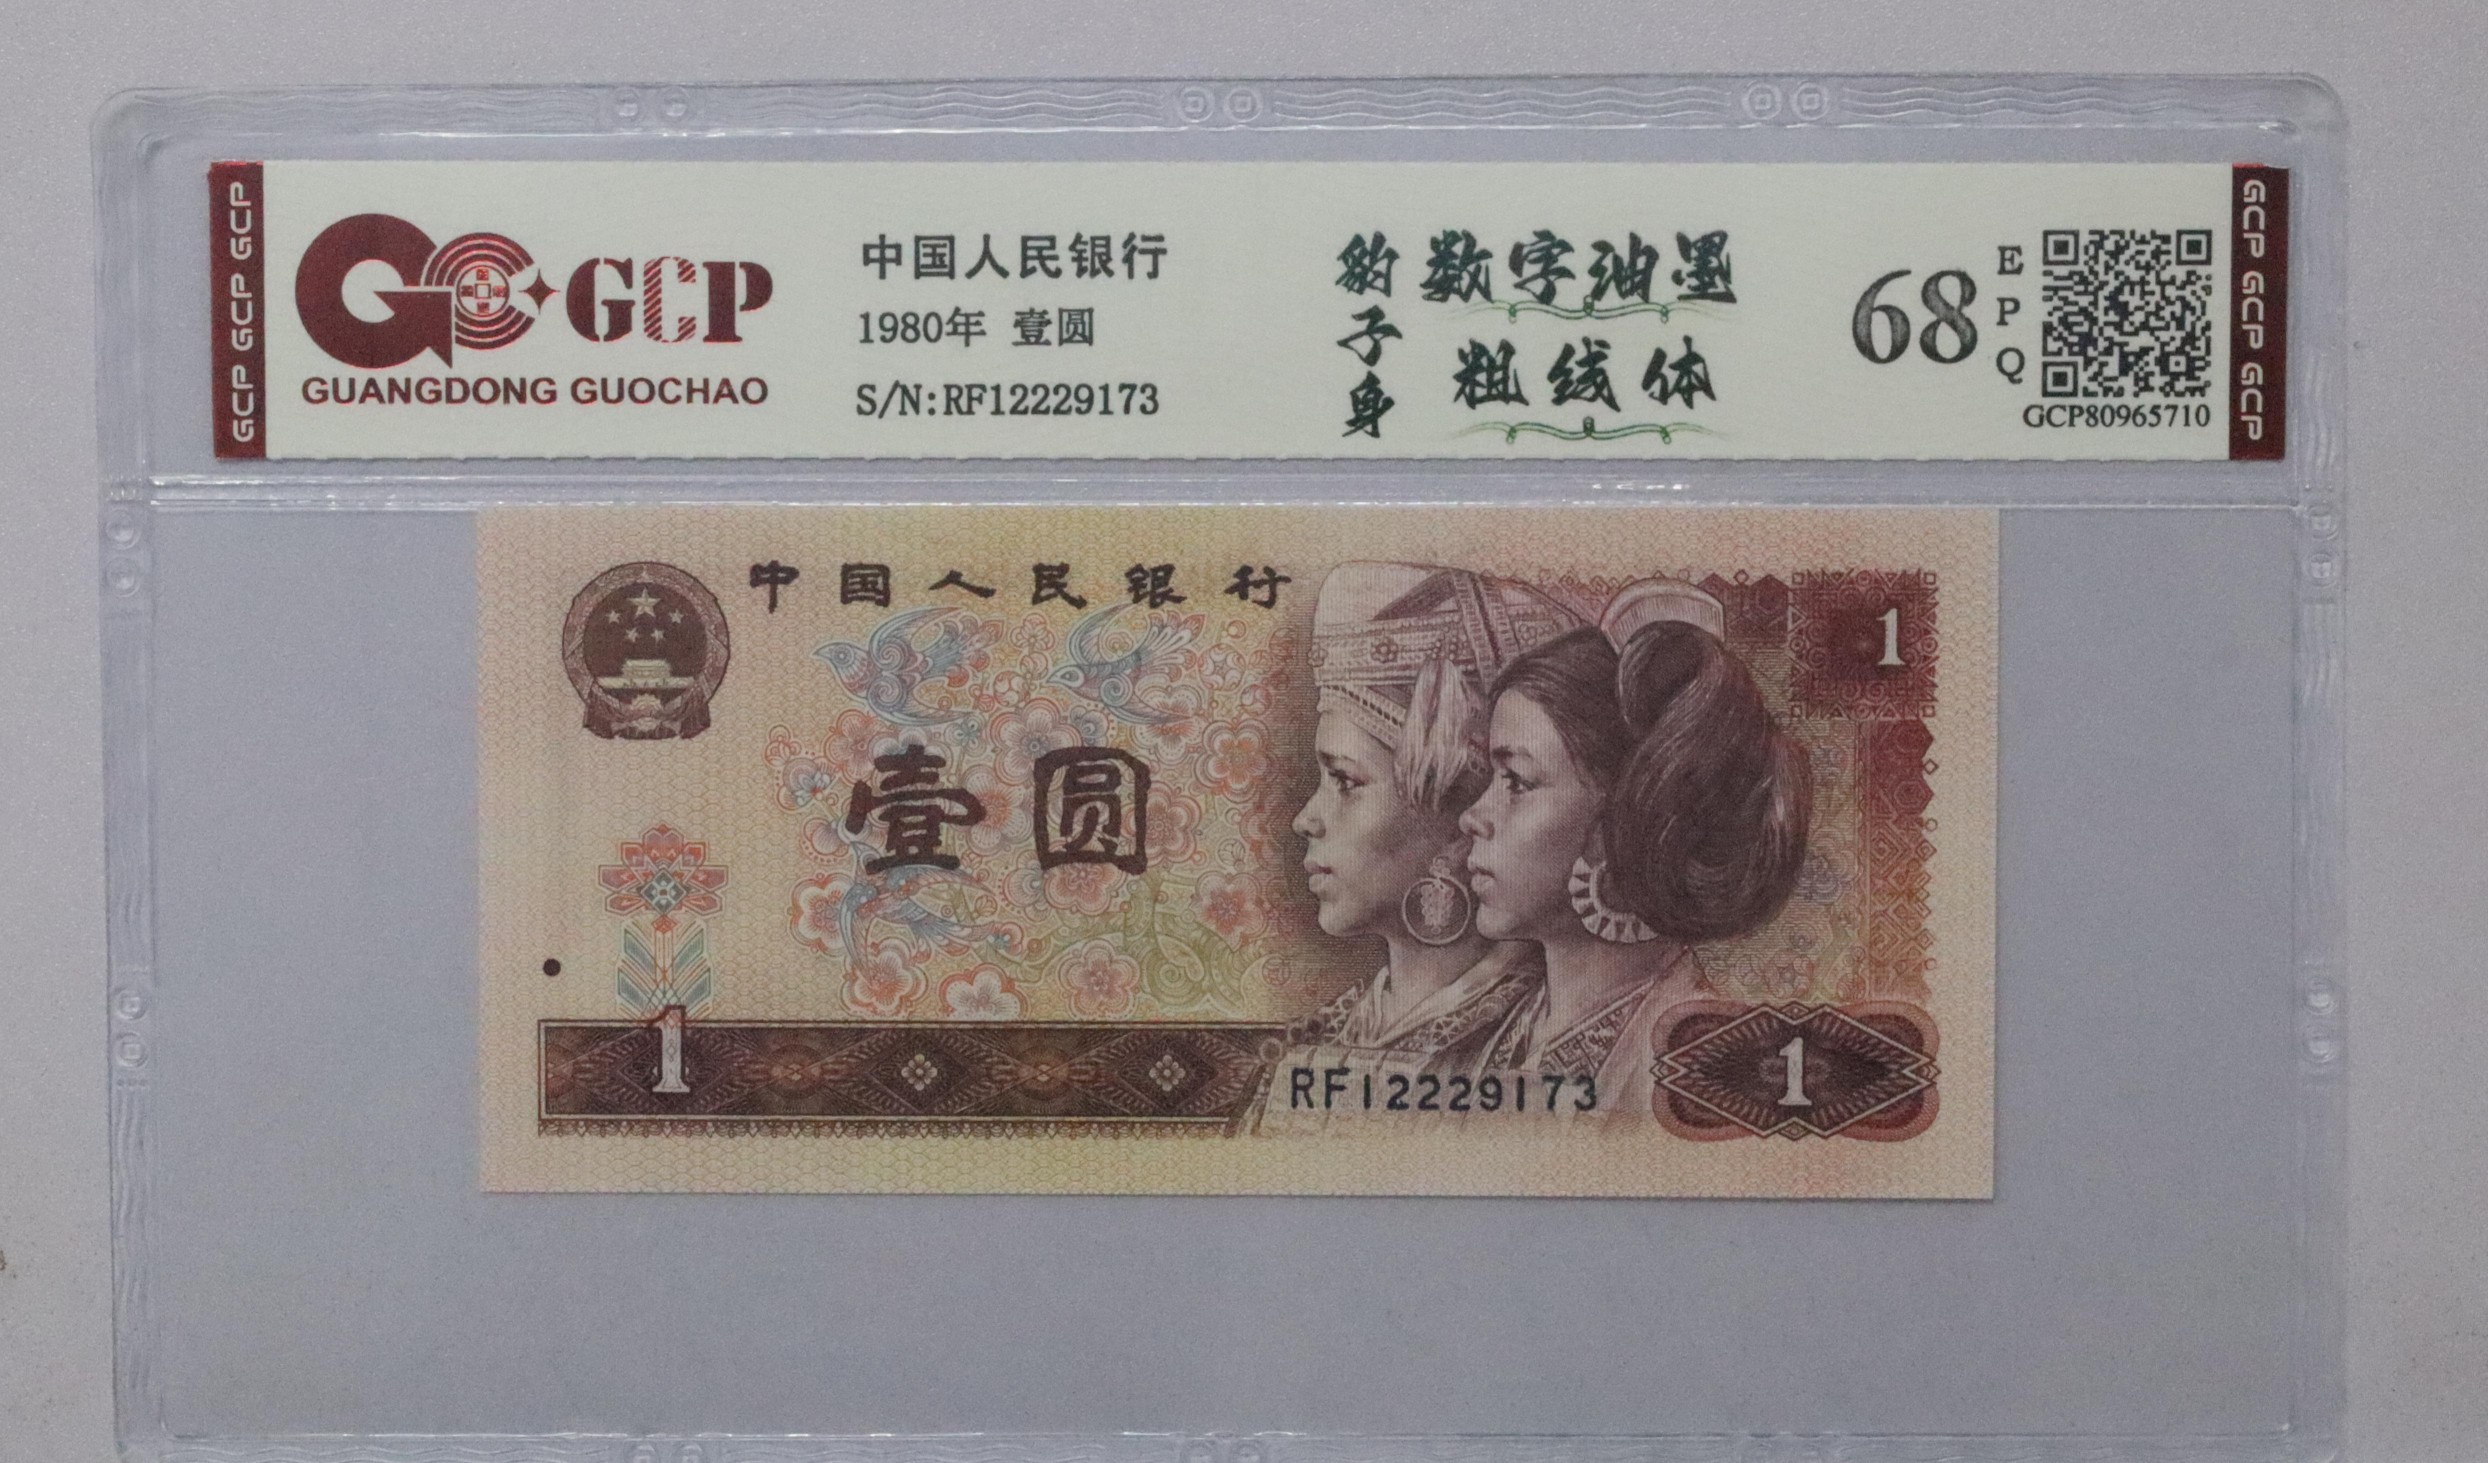 GCP GCP GCP
GCP
GUANGDONG GUOCHAO
中国人民银行
1980年 壹圆
S/N:RF12229173
豹子身
数字油墨
粗线体
68
EPQ
GCP80965710
GCP GCP GCP
中国人民银行
1
壹圆
1
RF12229173
1